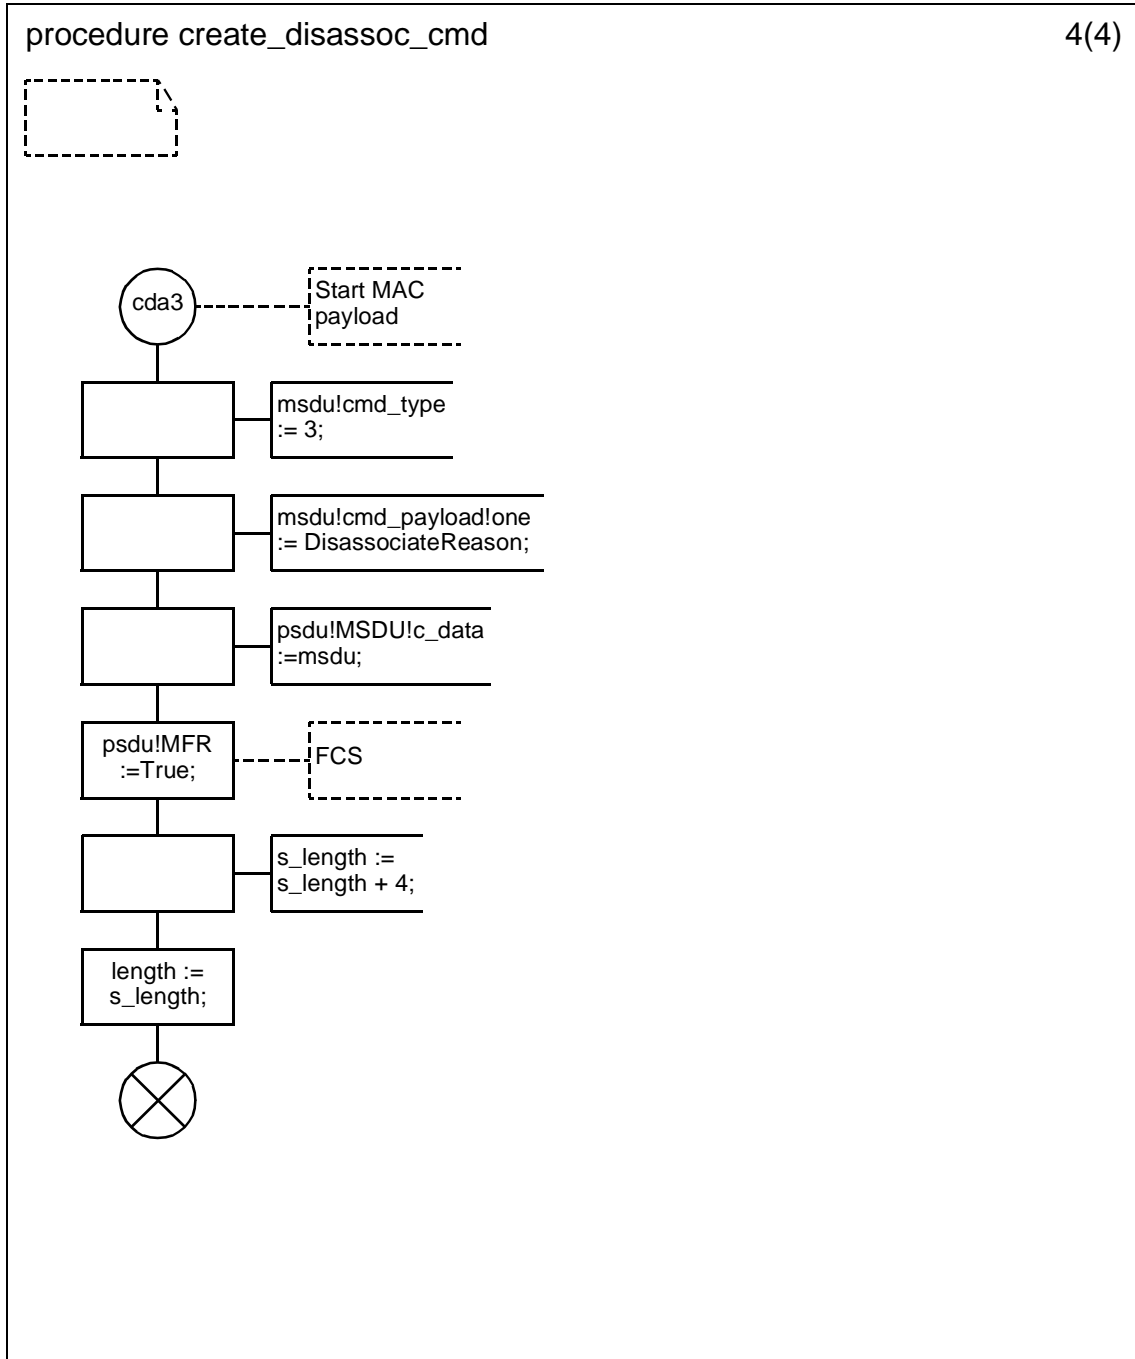 procedure create_disassoc_cmd
4(4)
cda3
Start MAC
payload
msdu!cmd_type
:= 3;
msdu!cmd_payload!one
:= DisassociateReason;
psdu!MSDU!c_data
:=msdu;
psdu!MFR
:=True;
FCS
s_length :=
s_length + 4;
length :=
s_length;